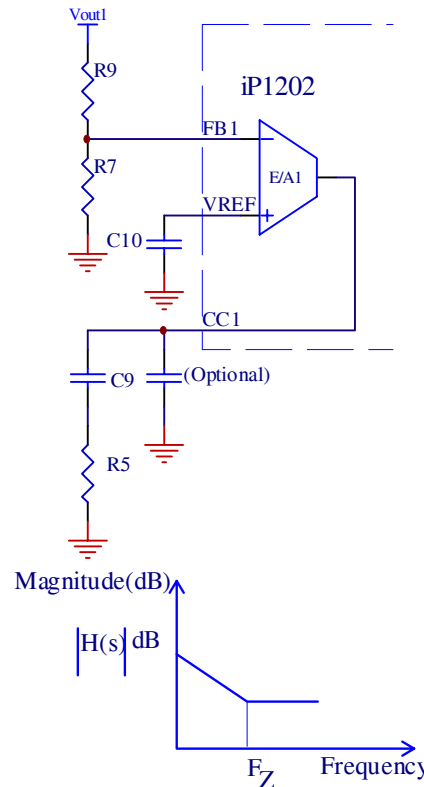 Vout1
R9
iP1202
FB1
R7
E/A1
VREF
C10
CC1
C9
(Optional)
R5
Magnitude(dB)
|H(s)| dB
FZ
Frequency